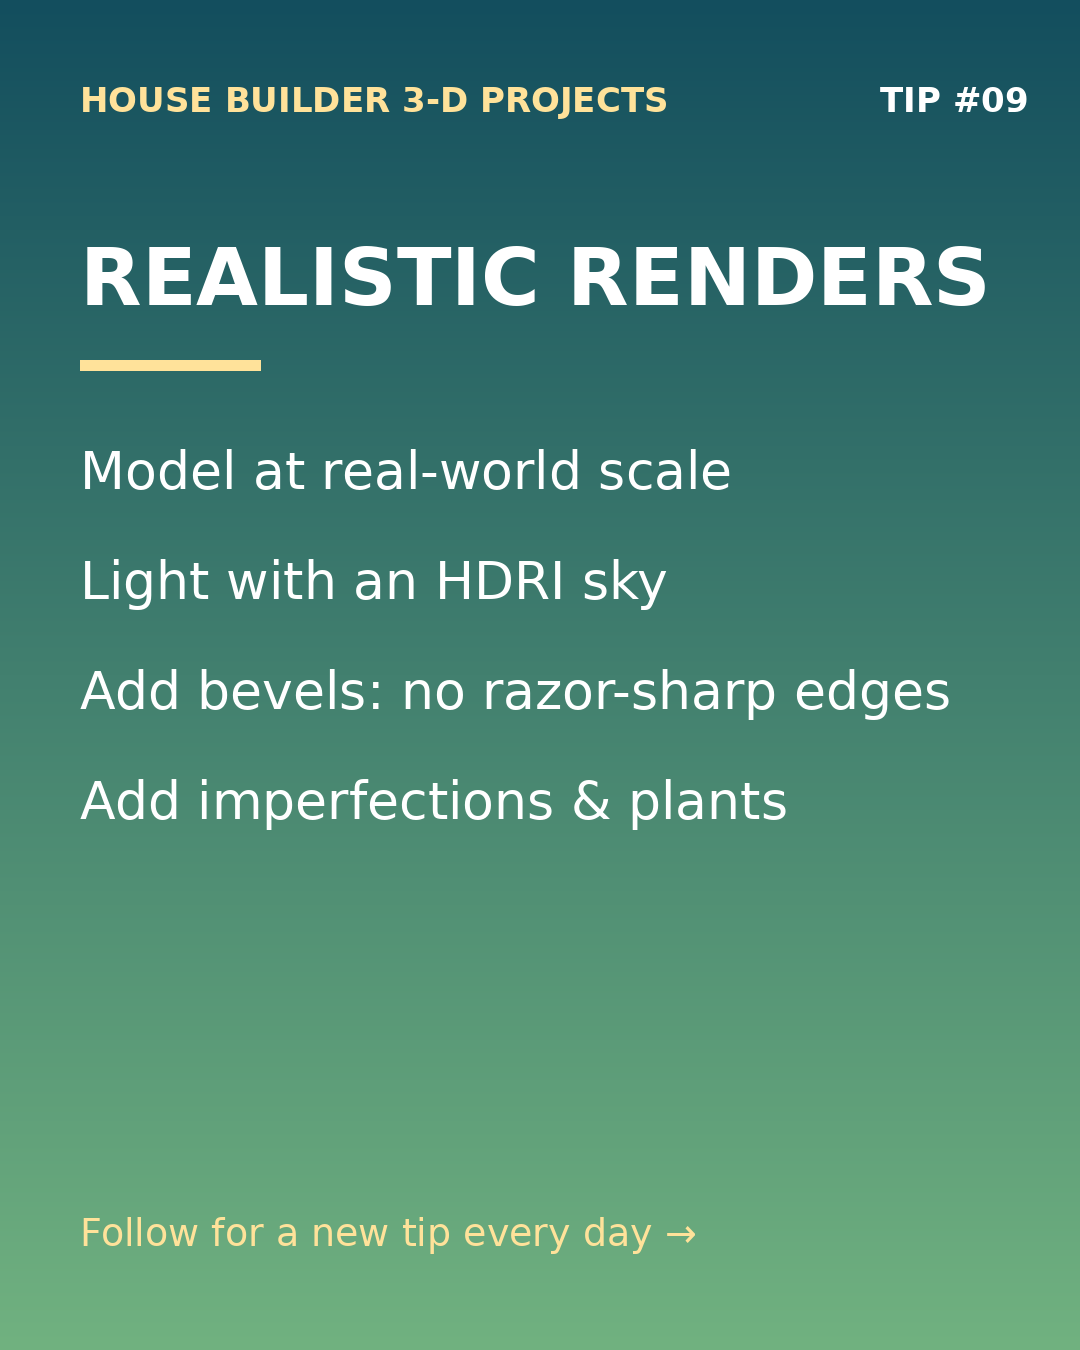 HOUSE BUILDER 3-D PROJECTS
TIP #09
REALISTIC RENDERS
Model at real-world scale
Light with an HDRI sky
Add bevels: no razor-sharp edges
Add imperfections & plants
Follow for a new tip every day →